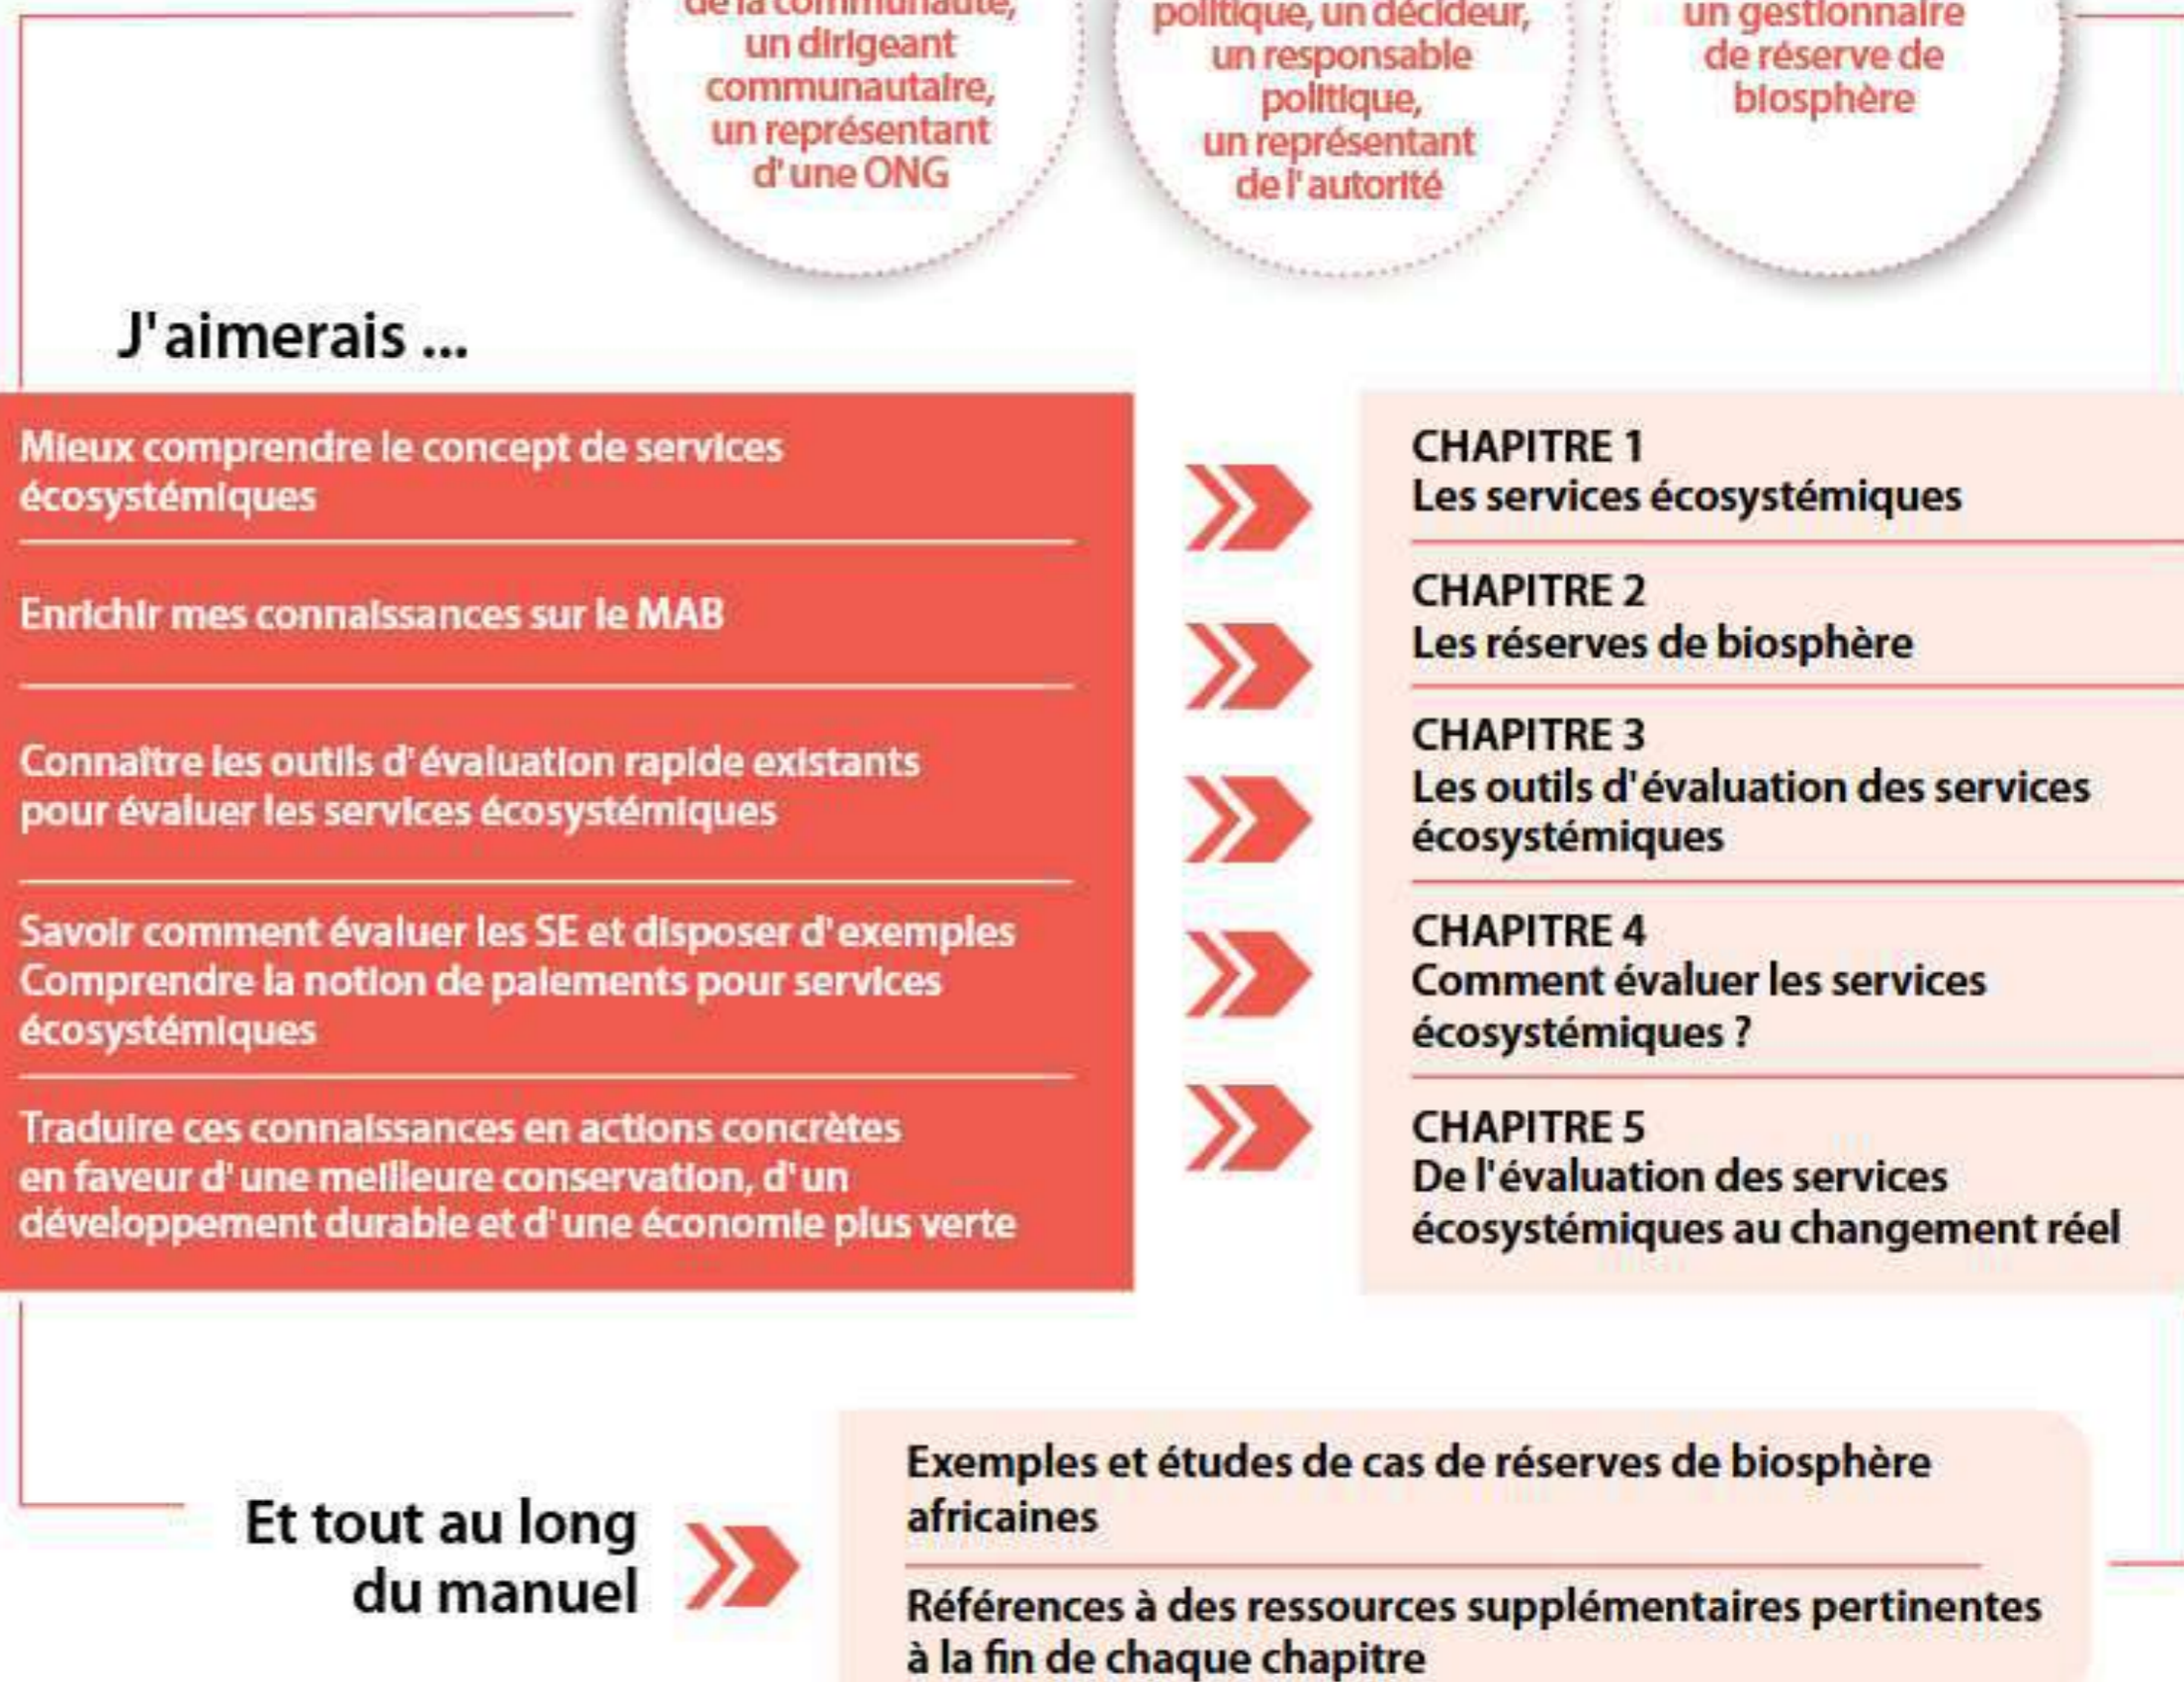 de la communauté,
un dirigeant
communautaire,
un représentant
d'une ONG
politique, un décideur,
un responsable
politique,
un représentant
de l'autorité
un gestionnaire
de réserve de
biosphère
J'aimerais ...
Mieux comprendre le concept de services
écosystémiques
Enrichir mes connaissances sur le MAB
Connaître les outils d'évaluation rapide existants
pour évaluer les services écosystémiques
Savoir comment évaluer les SE et disposer d'exemples
Comprendre la notion de paiements pour services
écosystémiques
Traduire ces connaissances en actions concrètes
en faveur d'une meilleure conservation, d'un
développement durable et d'une économie plus verte
CHAPITRE 1
Les services écosystémiques
CHAPITRE 2
Les réserves de biosphère
CHAPITRE 3
Les outils d'évaluation des services
écosystémiques
CHAPITRE 4
Comment évaluer les services
écosystémiques ?
CHAPITRE 5
De l'évaluation des services
écosystémiques au changement réel
Et tout au long
du manuel
Exemples et études de cas de réserves de biosphère
africaines
Références à des ressources supplémentaires pertinentes
à la fin de chaque chapitre